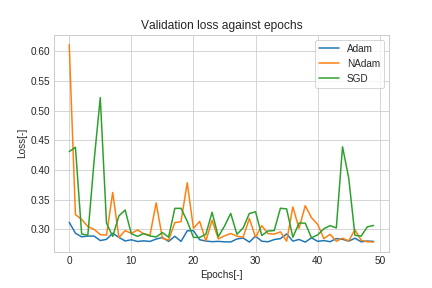 Validation loss against epochs
Adam
NAdam
SGD
Loss[-]
0.60
0.55
0.50
0.45
0.40
0.35
0.30
0 10 20 30 40 50
Epochs[-]